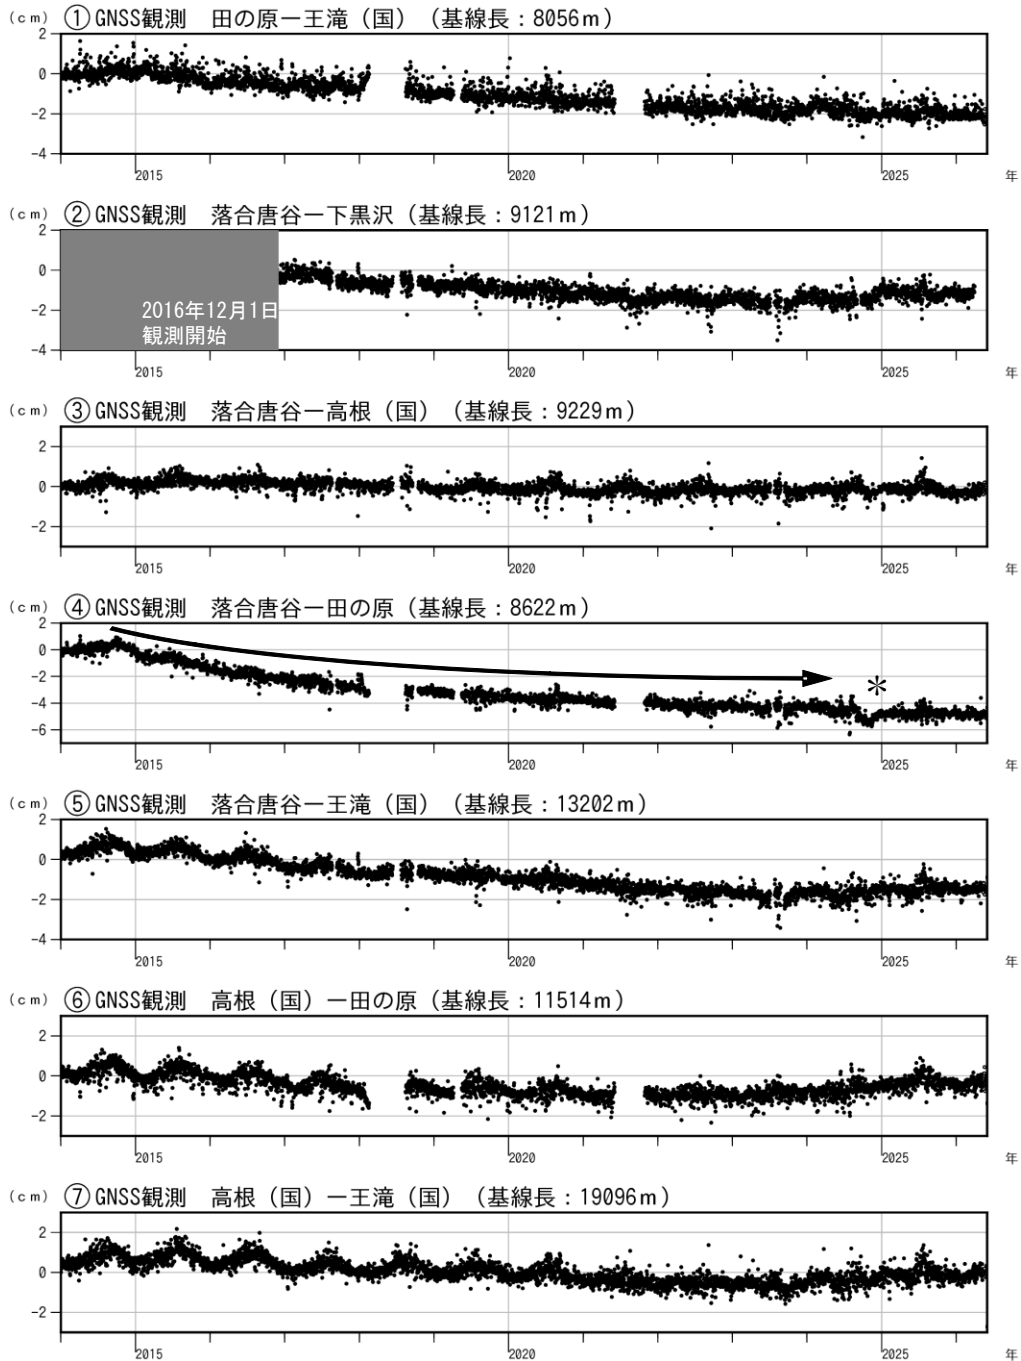 (cm) ①GNSS観測　田の原－王滝（国）（基線長：8056m）
2
0
-2
-4
2015 2020 2025 年
(cm) ②GNSS観測　落合唐谷－下黒沢（基線長：9121m）
2
0
-2
-4
2016年12月1日
観測開始
2015 2020 2025 年
(cm) ③GNSS観測　落合唐谷－高根（国）（基線長：9229m）
2
0
-2
2015 2020 2025 年
(cm) ④GNSS観測　落合唐谷－田の原（基線長：8622m）
2
0
-2
-4
-6
＊
2015 2020 2025 年
(cm) ⑤GNSS観測　落合唐谷－王滝（国）（基線長：13202m）
2
0
-2
-4
2015 2020 2025 年
(cm) ⑥GNSS観測　高根（国）－田の原（基線長：11514m）
2
0
-2
2015 2020 2025 年
(cm) ⑦GNSS観測　高根（国）－王滝（国）（基線長：19096m）
2
0
-2
2015 2020 2025 年